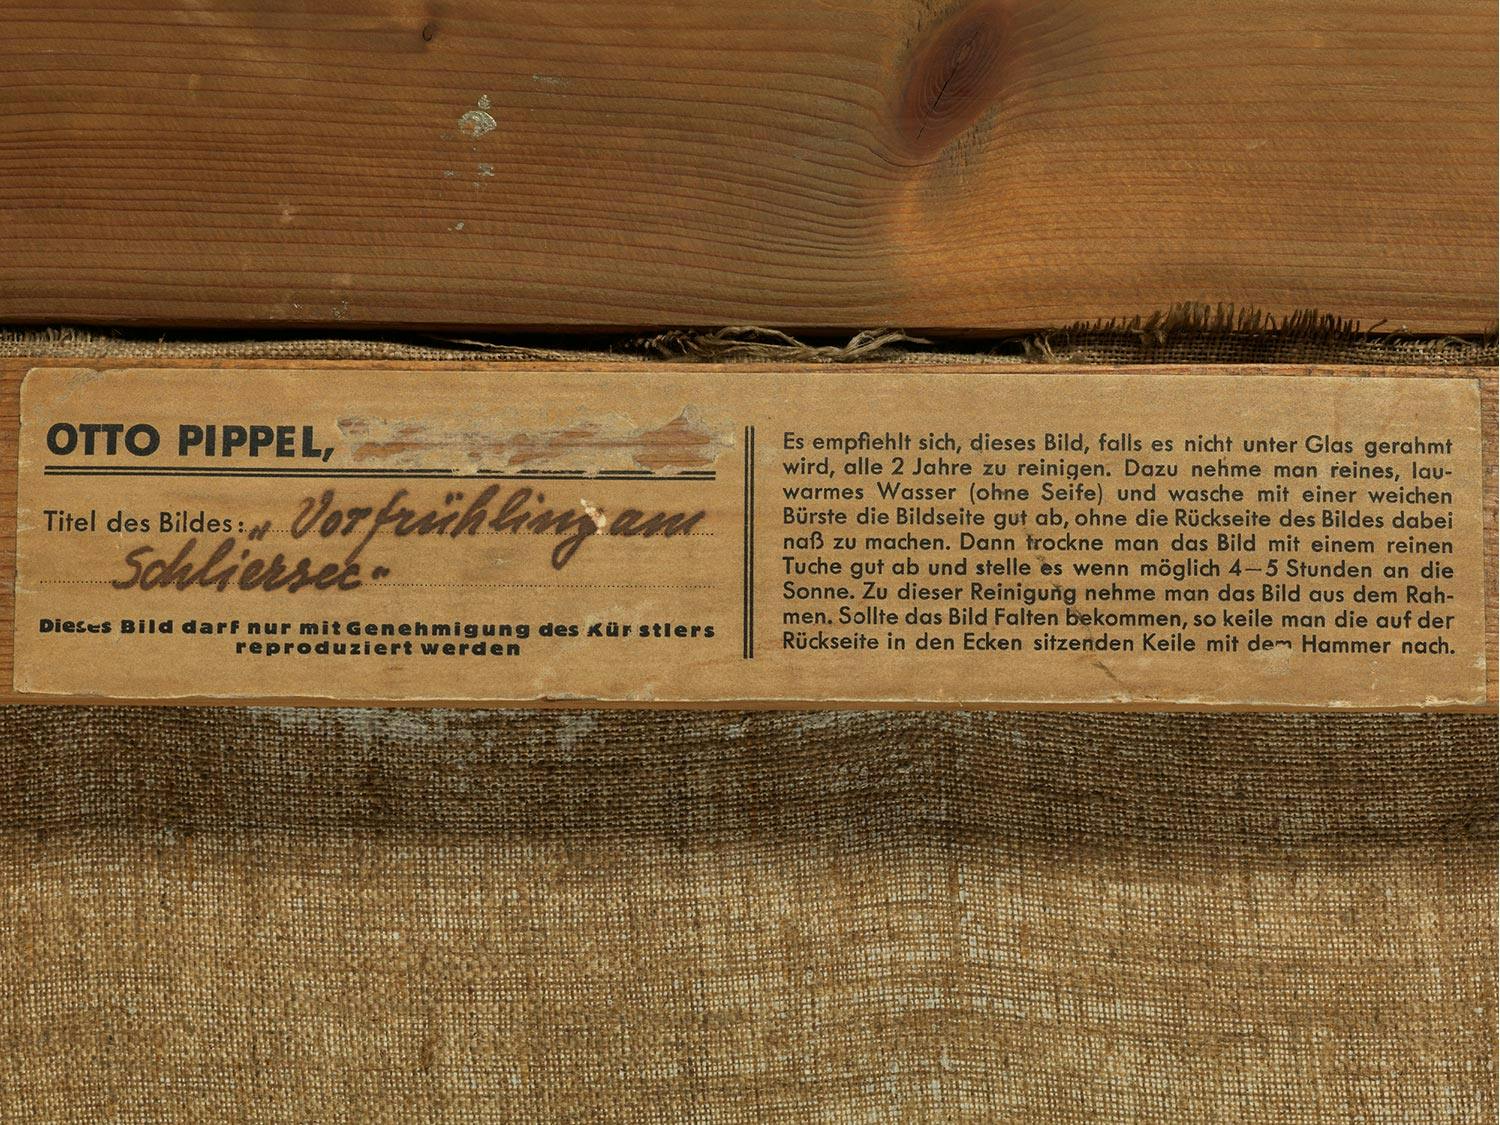 OTTO PIPPEL,
Titel des Bildes: „Vorfrühling am
Schliersee"
Dieses Bild darf nur mit Genehmigung des Künstlers
reproduziert werden
Es empfiehlt sich, dieses Bild, falls es nicht unter Glas gerahmt
wird, alle 2 Jahre zu reinigen. Dazu nehme man reines, lau-
warmes Wasser (ohne Seife) und wasche mit einer weichen
Bürste die Bildseite gut ab, ohne die Rückseite des Bildes dabei
naß zu machen. Dann trockne man das Bild mit einem reinen
Tuche gut ab und stelle es wenn möglich 4—5 Stunden an die
Sonne. Zu dieser Reinigung nehme man das Bild aus dem Rah-
men. Sollte das Bild Falten bekommen, so keile man die auf der
Rückseite in den Ecken sitzenden Keile mit dem Hammer nach.